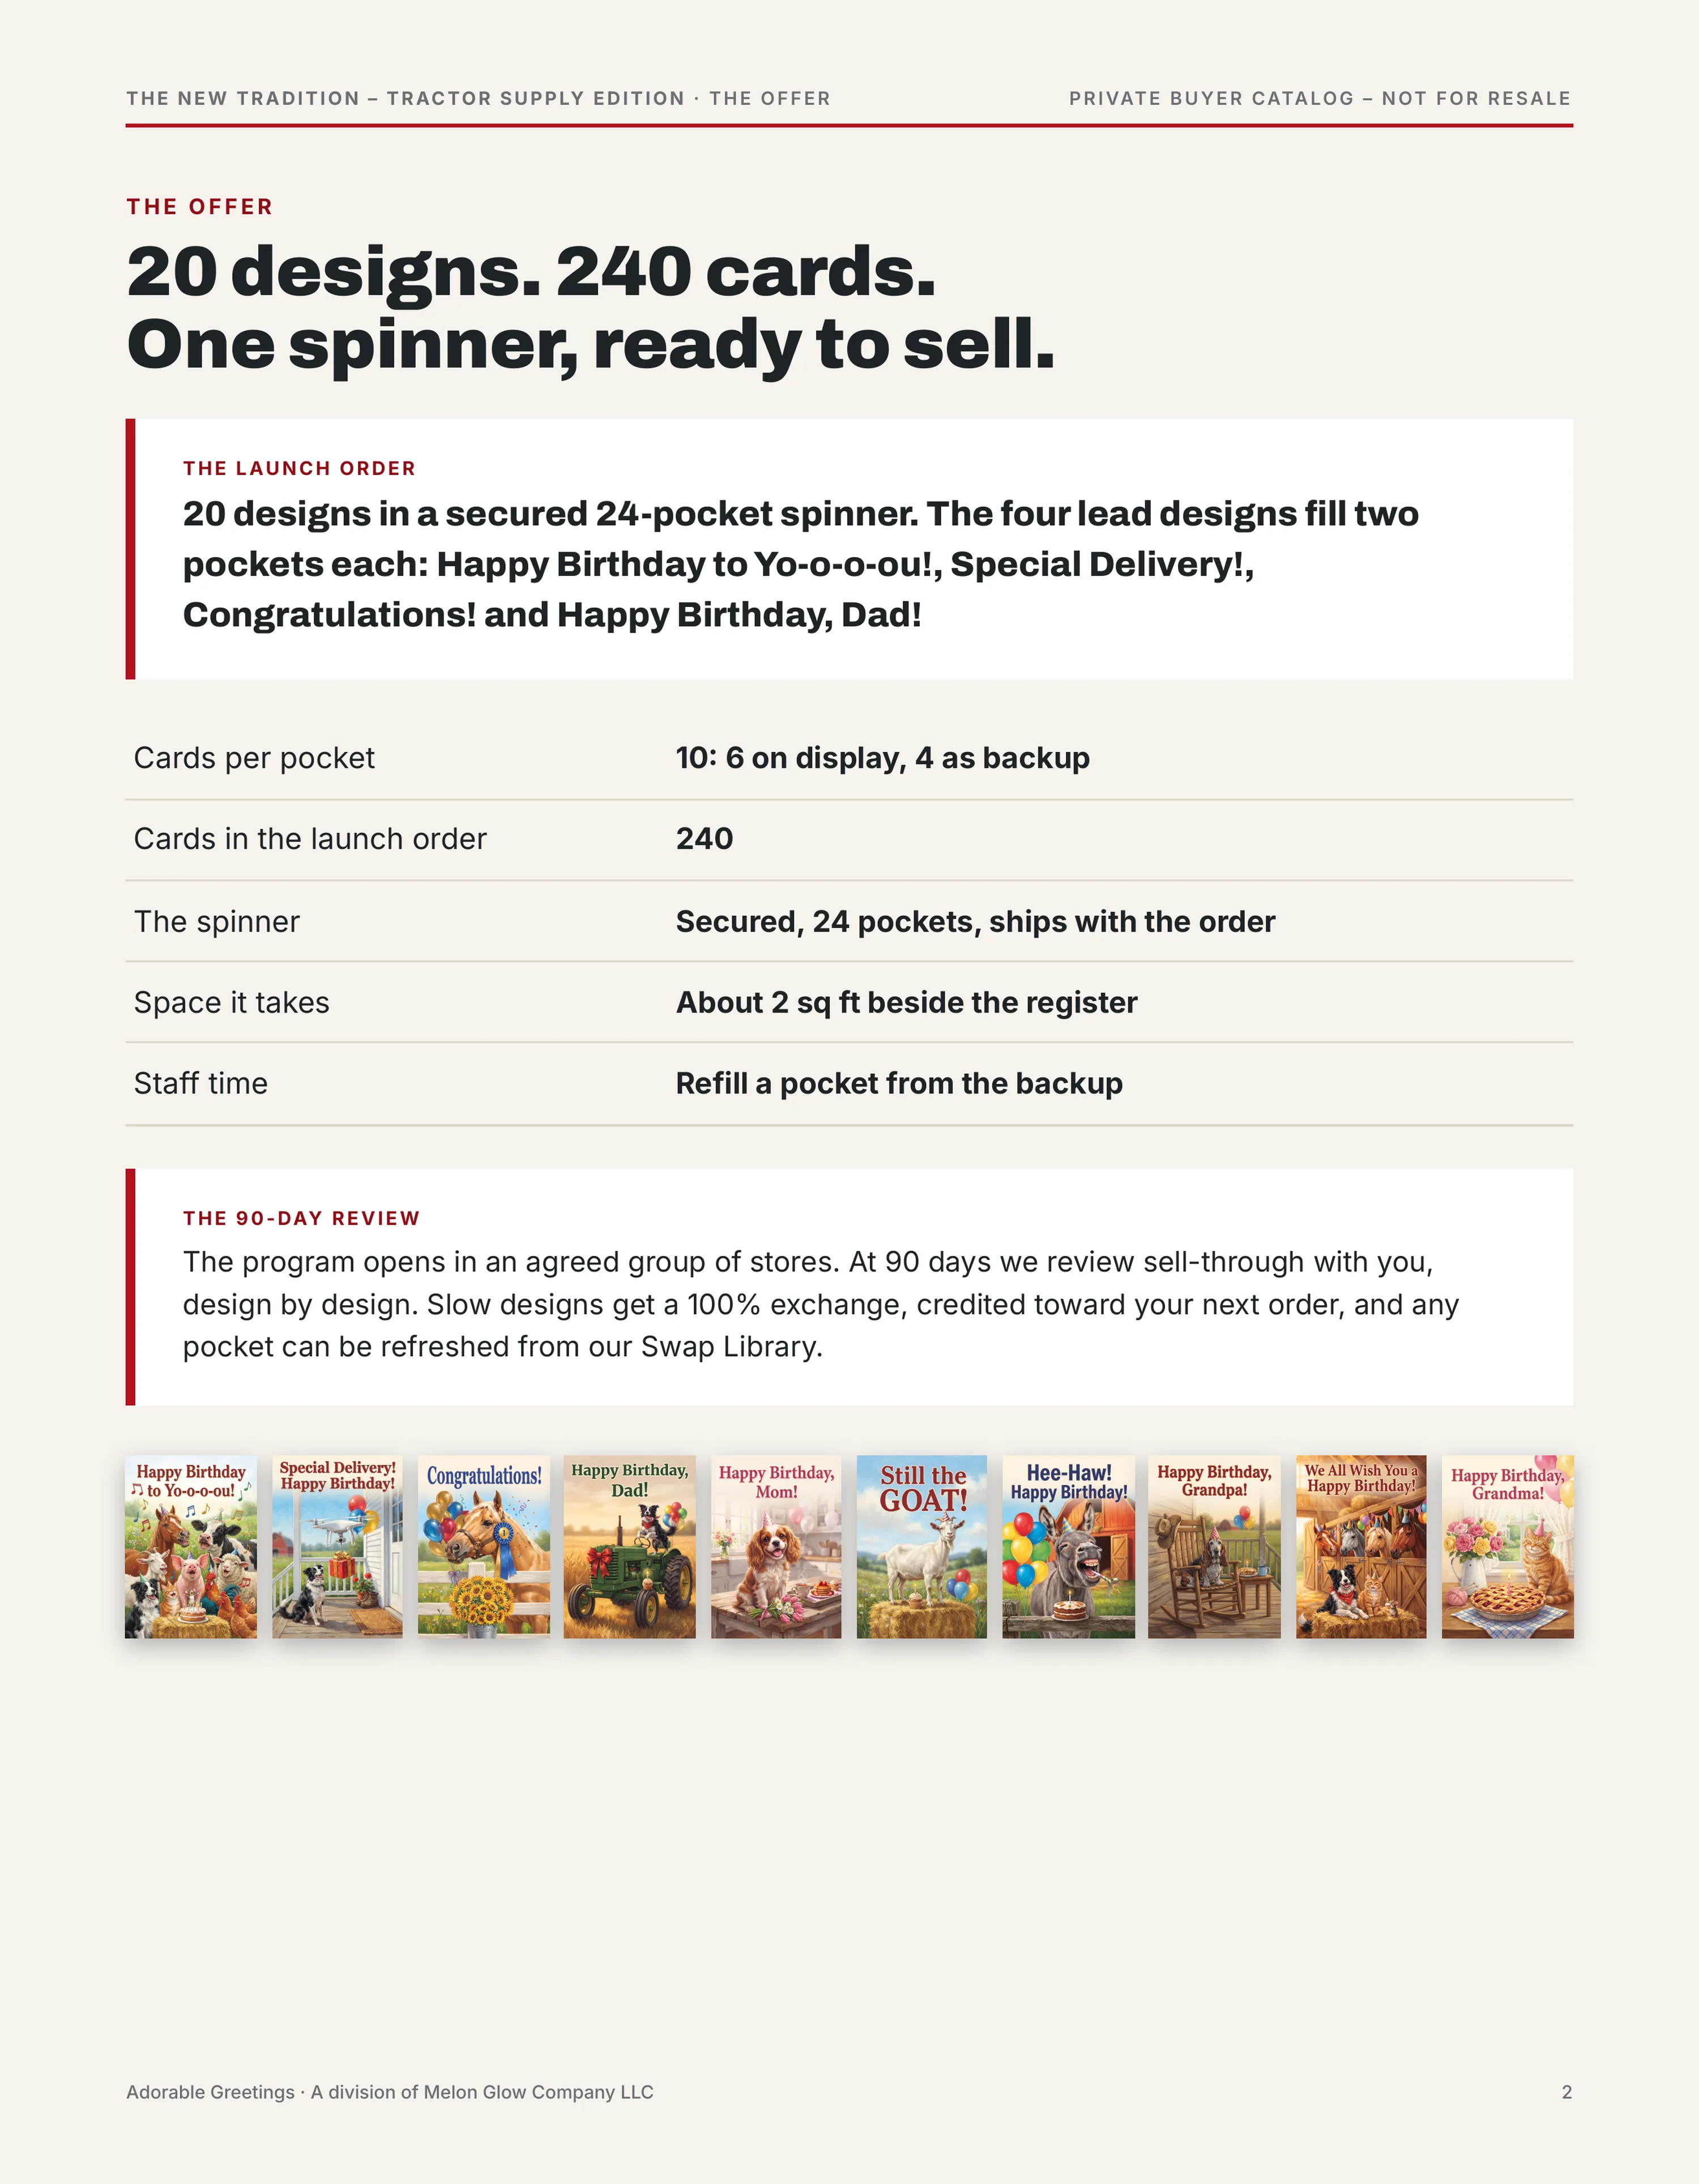 THE NEW TRADITION – TRACTOR SUPPLY EDITION · THE OFFER
PRIVATE BUYER CATALOG – NOT FOR RESALE
THE OFFER
20 designs. 240 cards.
One spinner, ready to sell.
THE LAUNCH ORDER
20 designs in a secured 24-pocket spinner. The four lead designs fill two
pockets each: Happy Birthday to Yo-o-o-ou!, Special Delivery!,
Congratulations! and Happy Birthday, Dad!
Cards per pocket
10: 6 on display, 4 as backup
Cards in the launch order
240
The spinner
Secured, 24 pockets, ships with the order
Space it takes
About 2 sq ft beside the register
Staff time
Refill a pocket from the backup
THE 90-DAY REVIEW
The program opens in an agreed group of stores. At 90 days we review sell-through with you,
design by design. Slow designs get a 100% exchange, credited toward your next order, and any
pocket can be refreshed from our Swap Library.
Happy Birthday
to Yo-o-o-ou!
Special Delivery!
Happy Birthday!
Congratulations!
Happy Birthday,
Dad!
Happy Birthday,
Mom!
Still the
GOAT!
Hee-Haw!
Happy Birthday!
Happy Birthday,
Grandpa!
We All Wish You a
Happy Birthday!
Happy Birthday,
Grandma!
Adorable Greetings · A division of Melon Glow Company LLC
2